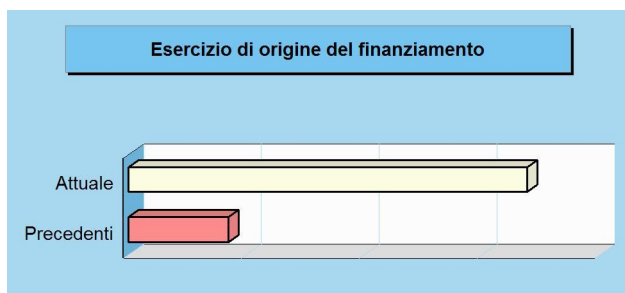 Esercizio di origine del finanziamento
Attuale
Precedenti